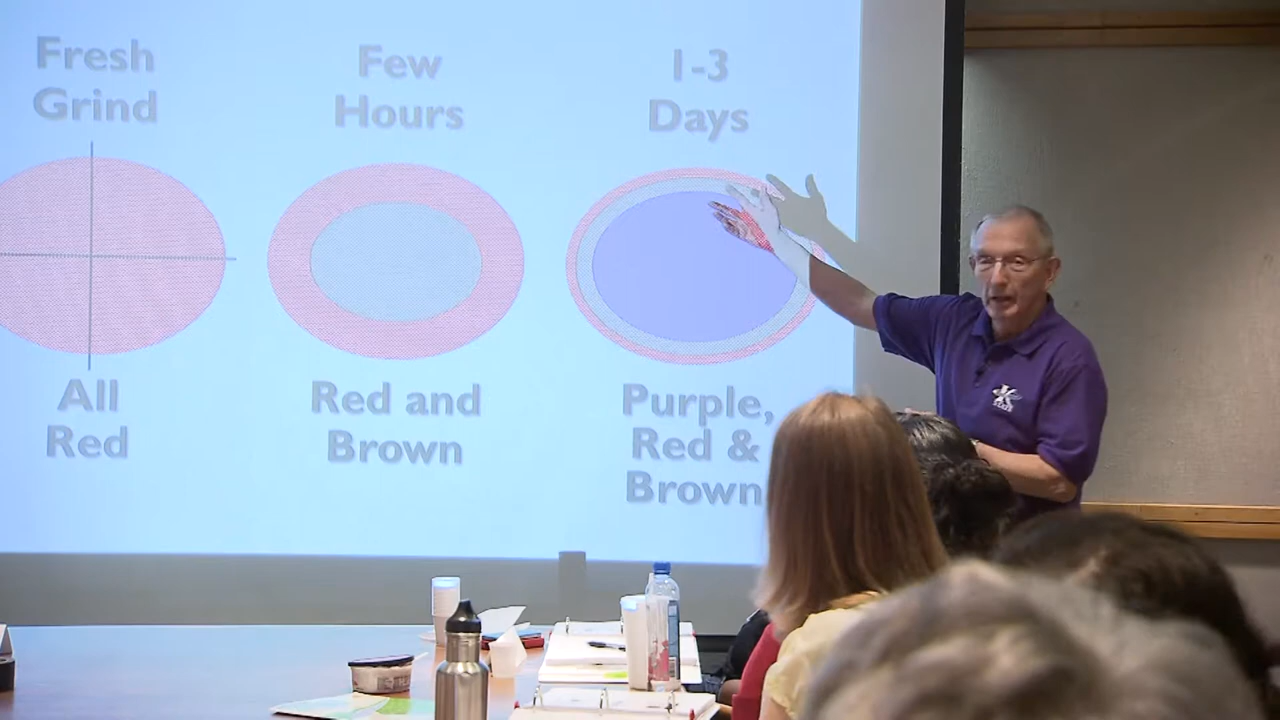 Fresh
Grind
Few
Hours
1-3
Days
All
Red
Red and
Brown
Purple,
Red &
Brown